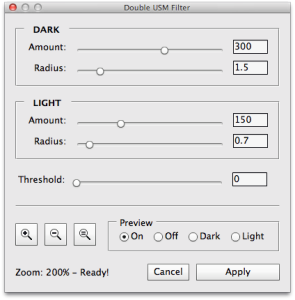 Double USM Filter
DARK
Amount: 300
Radius: 1.5
LIGHT
Amount: 150
Radius: 0.7
Threshold: 0
Preview
On Off Dark Light
Zoom: 200% - Ready! Cancel Apply